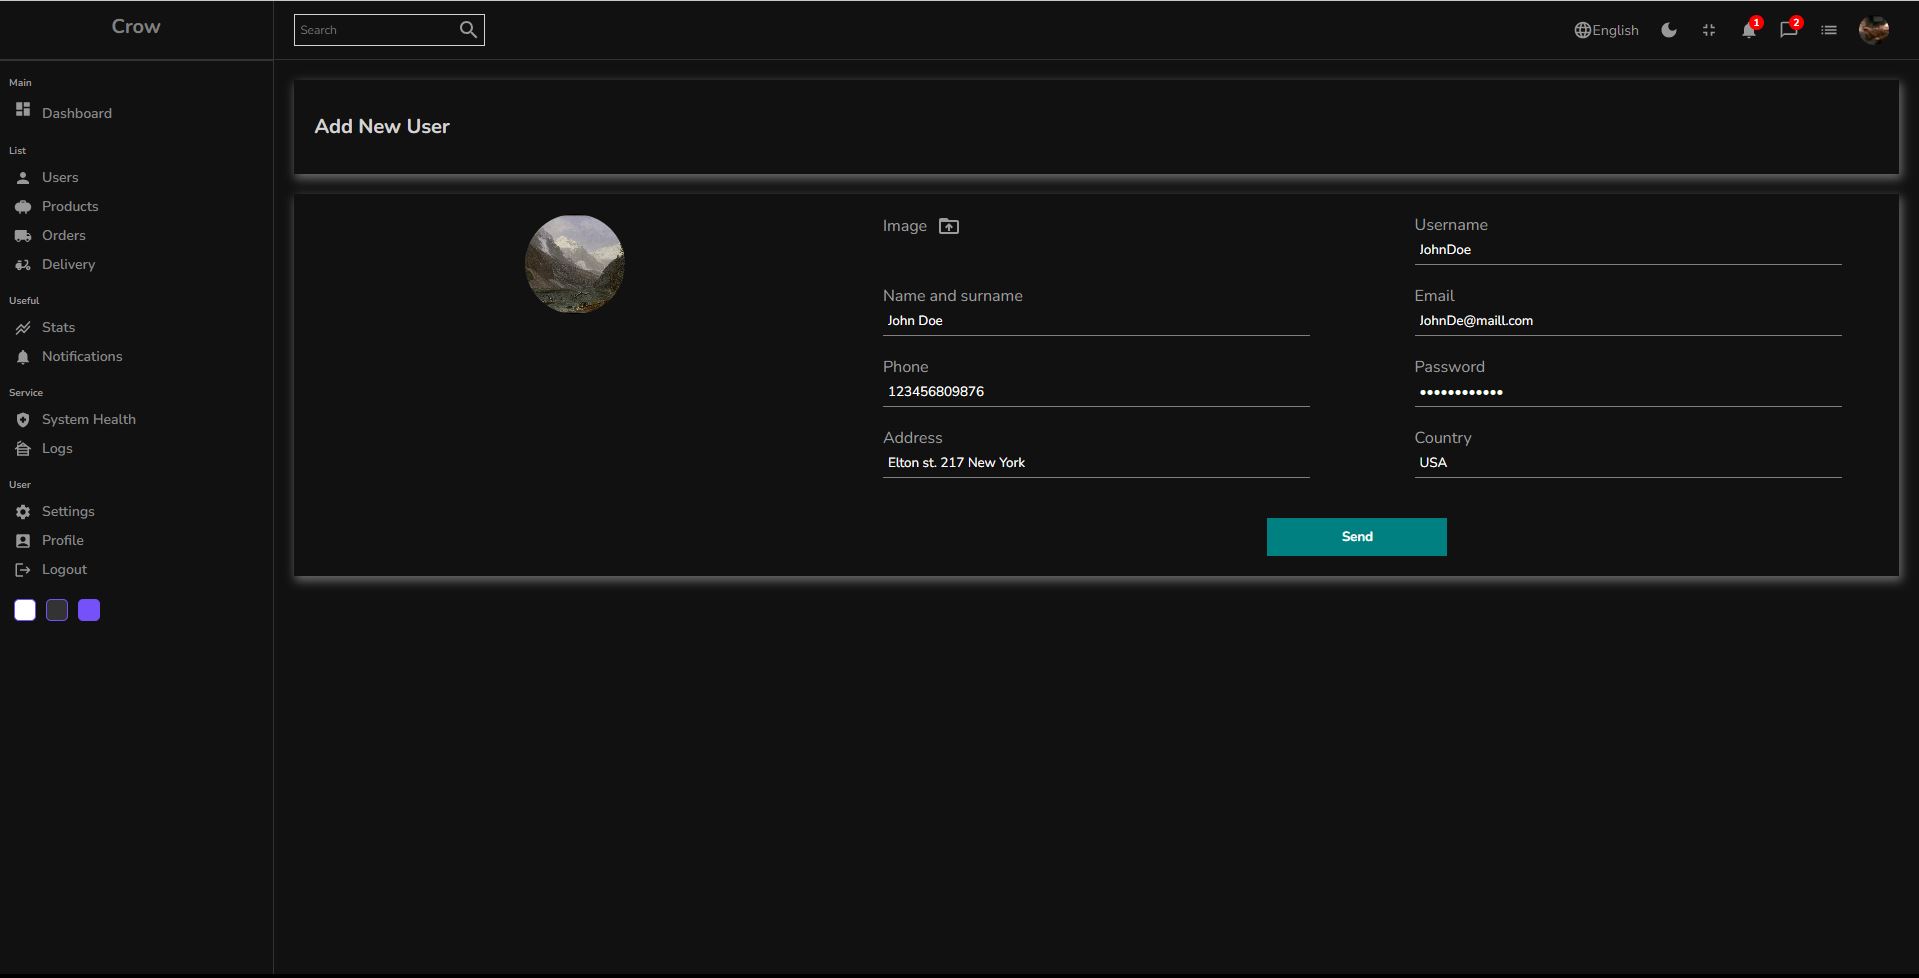 Crow
Search
English
1
2
Main
Dashboard
List
Users
Products
Orders
Delivery
Useful
Stats
Notifications
Service
System Health
Logs
User
Settings
Profile
Logout
Add New User
Image
Username
JohnDoe
Name and surname
John Doe
Email
JohnDe@maill.com
Phone
123456809876
Password
••••••••••••
Address
Elton st. 217 New York
Country
USA
Send